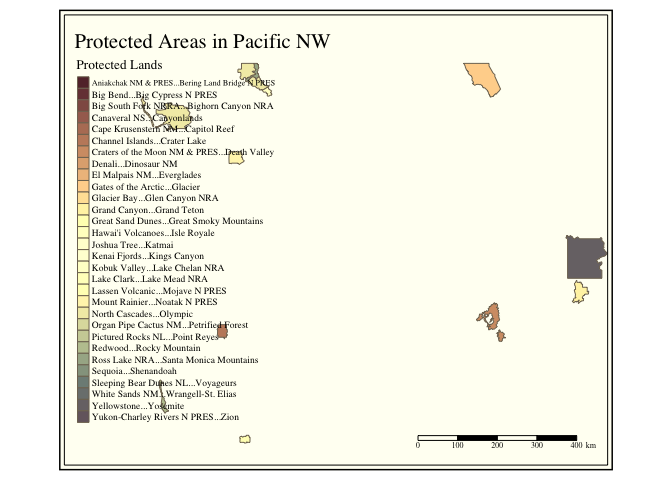 Protected Areas in Pacific NW
Protected Lands
Aniakchak NM & PRES...Bering Land Bridge N PRES
Big Bend...Big Cypress N PRES
Big South Fork NRRA...Bighorn Canyon NRA
Canaveral NS...Canyonlands
Cape Krusenstern NM...Capitol Reef
Channel Islands...Crater Lake
Craters of the Moon NM & PRES...Death Valley
Denali...Dinosaur NM
El Malpais NM...Everglades
Gates of the Arctic...Glacier
Glacier Bay...Glen Canyon NRA
Grand Canyon...Grand Teton
Great Sand Dunes...Great Smoky Mountains
Hawai'i Volcanoes...Isle Royale
Joshua Tree...Katmai
Kenai Fjords...Kings Canyon
Kobuk Valley...Lake Chelan NRA
Lake Clark...Lake Mead NRA
Lassen Volcanic...Mojave N PRES
Mount Rainier...Noatak N PRES
North Cascades...Olympic
Organ Pipe Cactus NM...Petrified Forest
Pictured Rocks NL...Point Reyes
Redwood...Rocky Mountain
Ross Lake NRA...Santa Monica Mountains
Sequoia...Shenandoah
Sleeping Bear Dunes NL...Voyageurs
White Sands NM...Wrangell-St. Elias
Yellowstone...Yosemite
Yukon-Charley Rivers N PRES...Zion
0 100 200 300 400 km